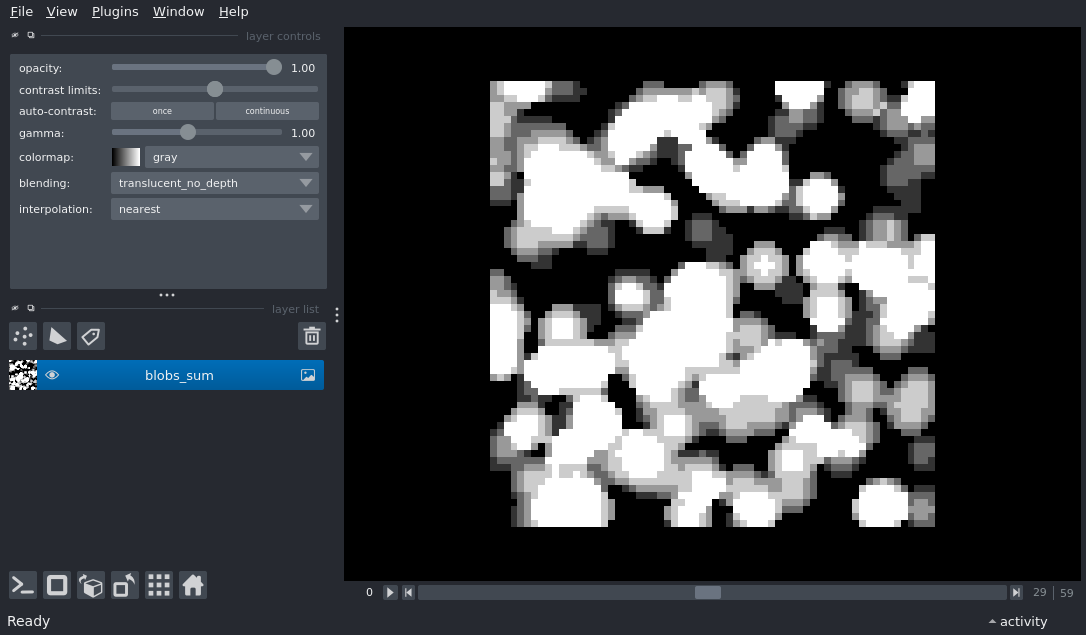 File View Plugins Window Help
layer controls
opacity: 1.00
contrast limits:
auto-contrast: once continuous
gamma: 1.00
colormap: gray
blending: translucent_no_depth
interpolation: nearest
layer list
blobs_sum
0 29 59
Ready activity